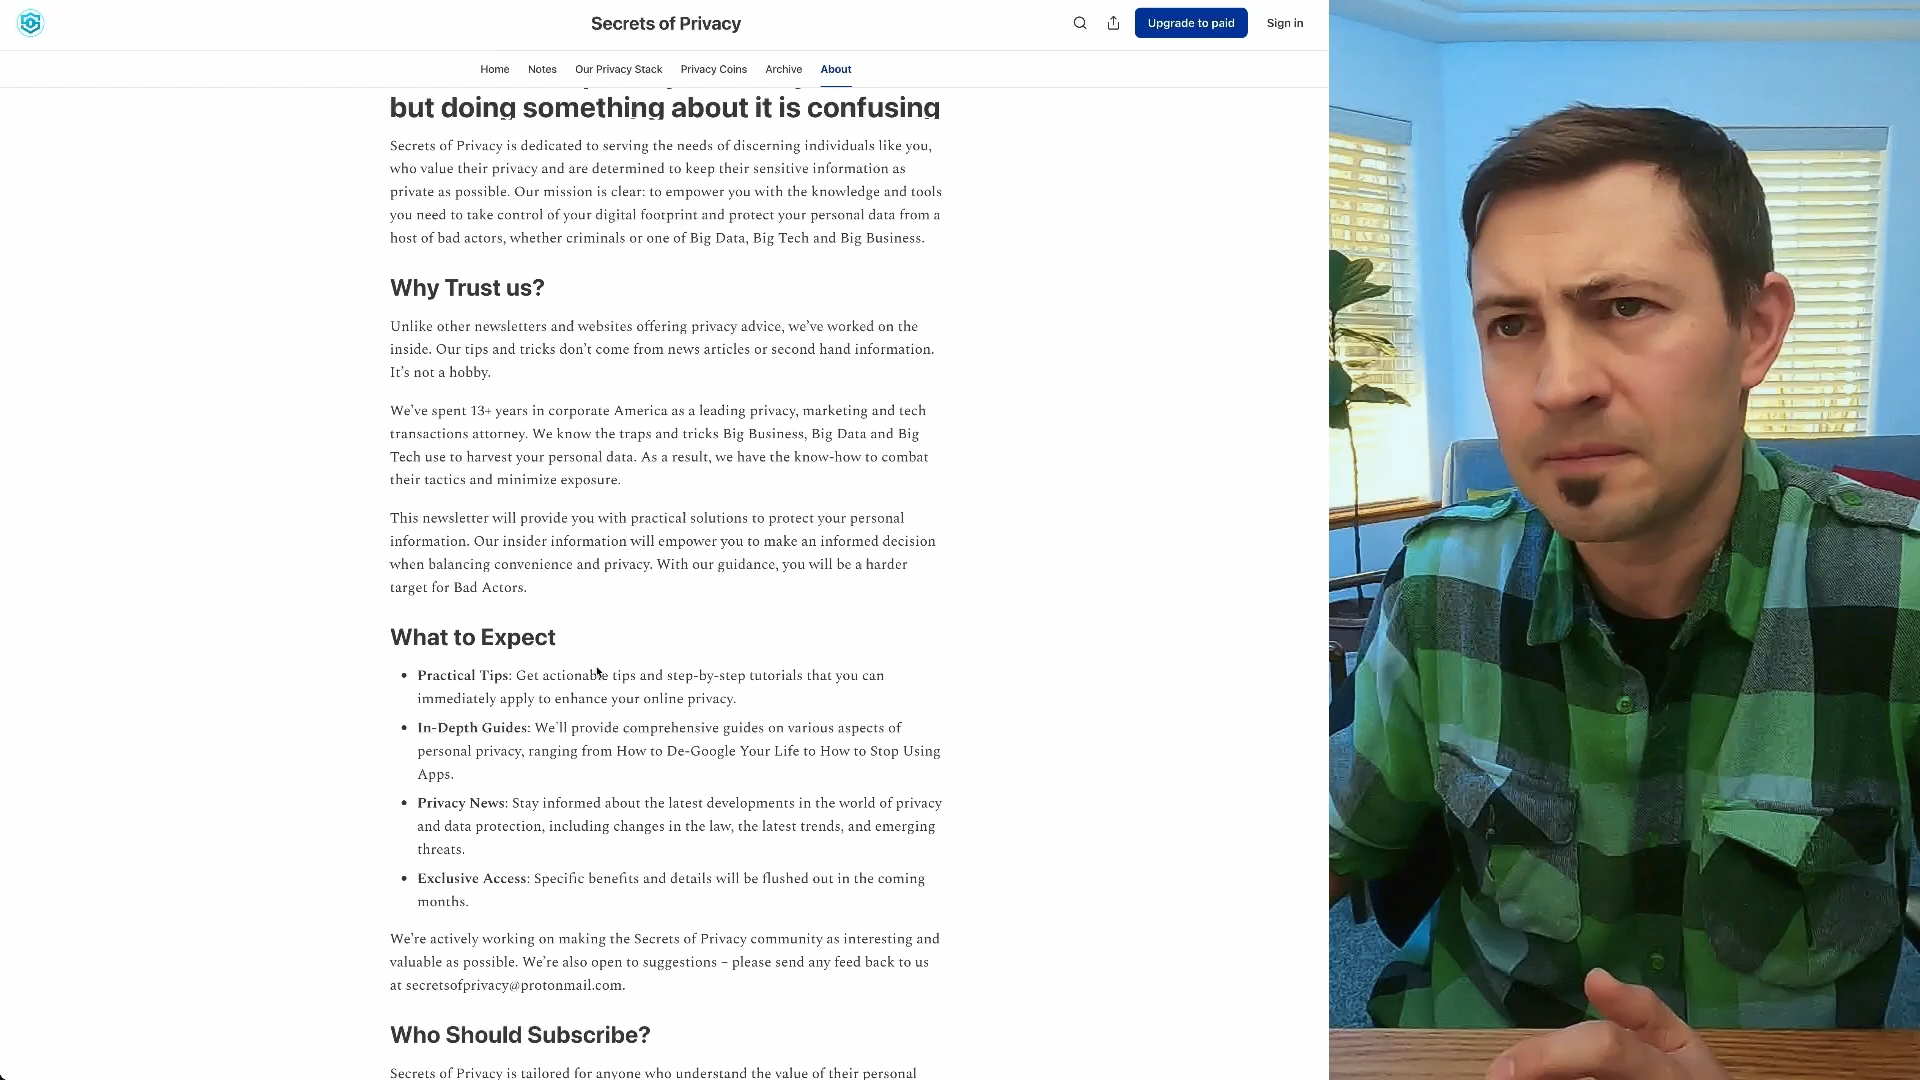 Secrets of Privacy
Upgrade to paid
Sign in
Home
Notes
Our Privacy Stack
Privacy Coins
Archive
About
but doing something about it is confusing
Secrets of Privacy is dedicated to serving the needs of discerning individuals like you,
who value their privacy and are determined to keep their sensitive information as
private as possible. Our mission is clear: to empower you with the knowledge and tools
you need to take control of your digital footprint and protect your personal data from a
host of bad actors, whether criminals or one of Big Data, Big Tech and Big Business.
Why Trust us?
Unlike other newsletters and websites offering privacy advice, we’ve worked on the
inside. Our tips and tricks don’t come from news articles or second hand information.
It’s not a hobby.
We’ve spent 13+ years in corporate America as a leading privacy, marketing and tech
transactions attorney. We know the traps and tricks Big Business, Big Data and Big
Tech use to harvest your personal data. As a result, we have the know-how to combat
their tactics and minimize exposure.
This newsletter will provide you with practical solutions to protect your personal
information. Our insider information will empower you to make an informed decision
when balancing convenience and privacy. With our guidance, you will be a harder
target for Bad Actors.
What to Expect
• Practical Tips: Get actionable tips and step-by-step tutorials that you can
immediately apply to enhance your online privacy.
• In-Depth Guides: We’ll provide comprehensive guides on various aspects of
personal privacy, ranging from How to De-Google Your Life to How to Stop Using
Apps.
• Privacy News: Stay informed about the latest developments in the world of privacy
and data protection, including changes in the law, the latest trends, and emerging
threats.
• Exclusive Access: Specific benefits and details will be flushed out in the coming
months.
We’re actively working on making the Secrets of Privacy community as interesting and
valuable as possible. We’re also open to suggestions – please send any feed back to us
at secretsofprivacy@protonmail.com.
Who Should Subscribe?
Secrets of Privacy is tailored for anyone who understand the value of their personal